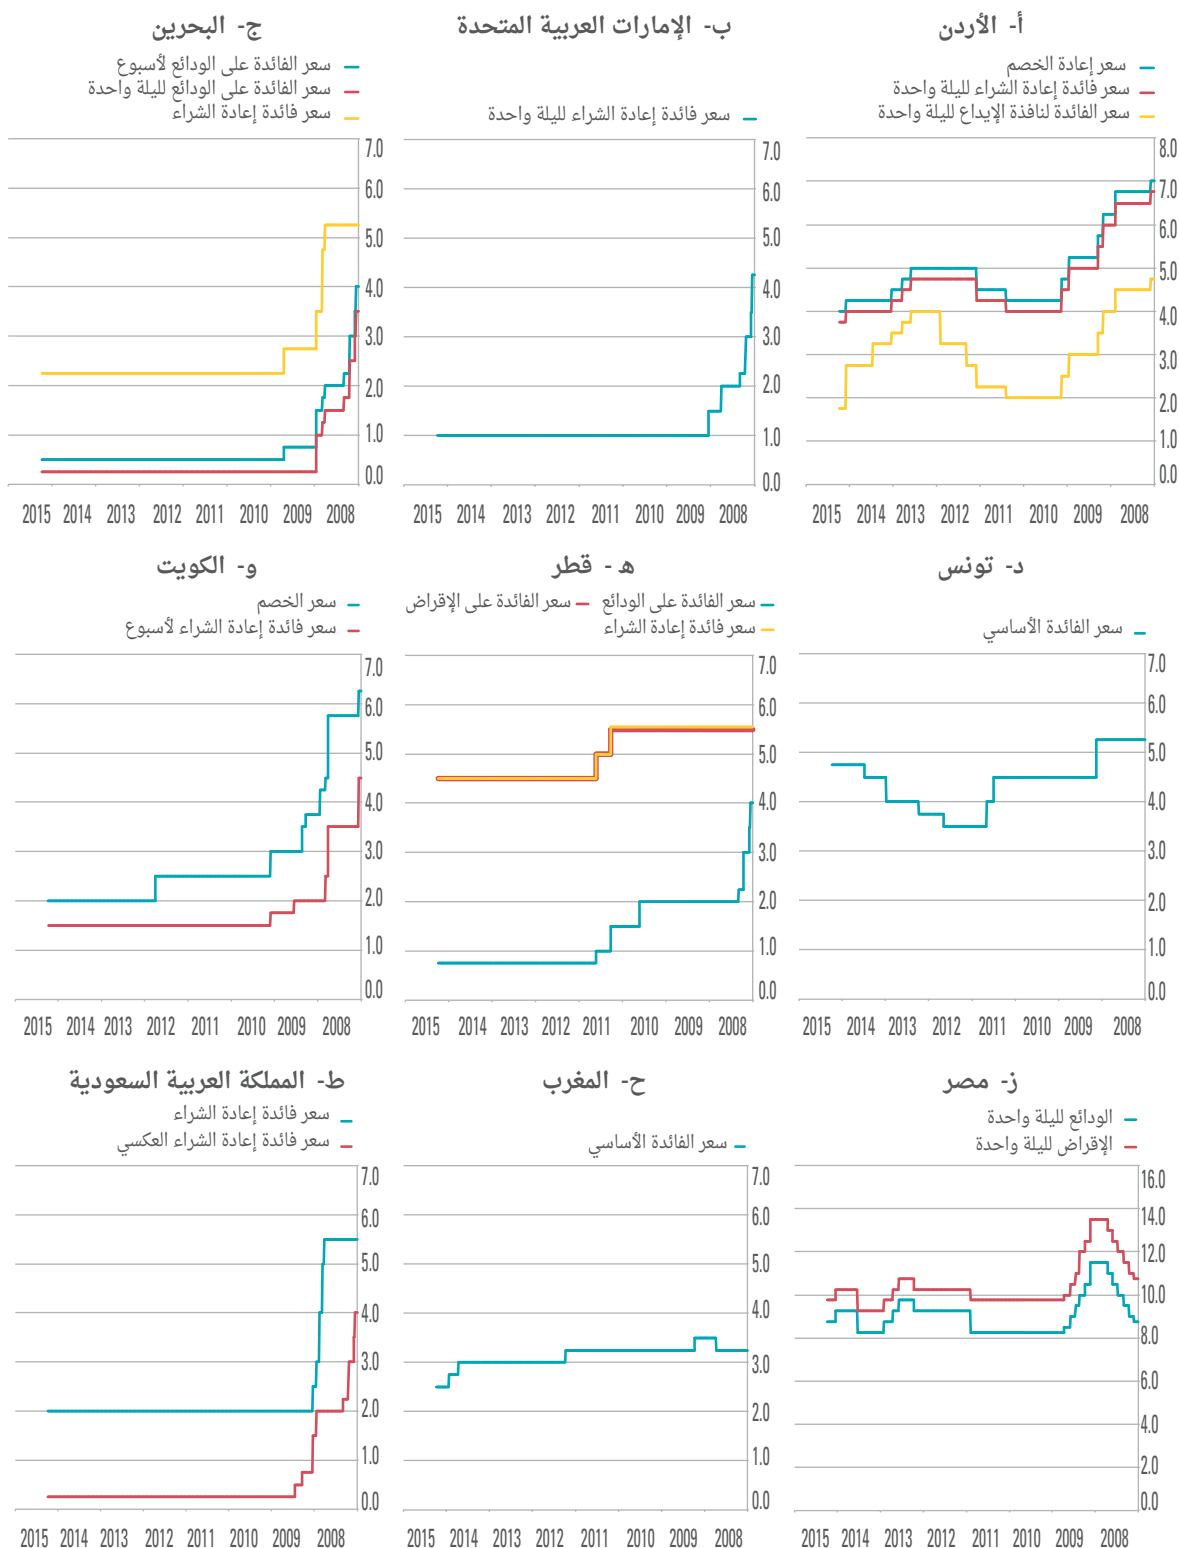 أ- الأردن
سعر إعادة الخصم
سعر فائدة إعادة الشراء لليلة واحدة
سعر الفائدة لنافذة الإيداع لليلة واحدة
8.0
7.0
6.0
5.0
4.0
3.0
2.0
1.0
0.0
2015 2014 2013 2012 2011 2010 2009 2008
ب- الإمارات العربية المتحدة
سعر فائدة إعادة الشراء لليلة واحدة
7.0
6.0
5.0
4.0
3.0
2.0
1.0
0.0
2015 2014 2013 2012 2011 2010 2009 2008
ج- البحرين
سعر الفائدة على الودائع لأسبوع
سعر الفائدة على الودائع لليلة واحدة
سعر فائدة إعادة الشراء
7.0
6.0
5.0
4.0
3.0
2.0
1.0
0.0
2015 2014 2013 2012 2011 2010 2009 2008
د- تونس
سعر الفائدة الأساسي
7.0
6.0
5.0
4.0
3.0
2.0
1.0
0.0
2015 2014 2013 2012 2011 2010 2009 2008
ه - قطر
سعر الفائدة على الودائع سعر الفائدة على الإقراض
سعر فائدة إعادة الشراء
7.0
6.0
5.0
4.0
3.0
2.0
1.0
0.0
2015 2014 2013 2012 2011 2010 2009 2008
و- الكويت
سعر الخصم
سعر فائدة إعادة الشراء لأسبوع
7.0
6.0
5.0
4.0
3.0
2.0
1.0
0.0
2015 2014 2013 2012 2011 2010 2009 2008
ز- مصر
الودائع لليلة واحدة
الإقراض لليلة واحدة
16.0
14.0
12.0
10.0
8.0
6.0
4.0
2.0
0.0
2015 2014 2013 2012 2011 2010 2009 2008
ح- المغرب
سعر الفائدة الأساسي
7.0
6.0
5.0
4.0
3.0
2.0
1.0
0.0
2015 2014 2013 2012 2011 2010 2009 2008
ط- المملكة العربية السعودية
سعر فائدة إعادة الشراء
سعر فائدة إعادة الشراء العكسي
7.0
6.0
5.0
4.0
3.0
2.0
1.0
0.0
2015 2014 2013 2012 2011 2010 2009 2008